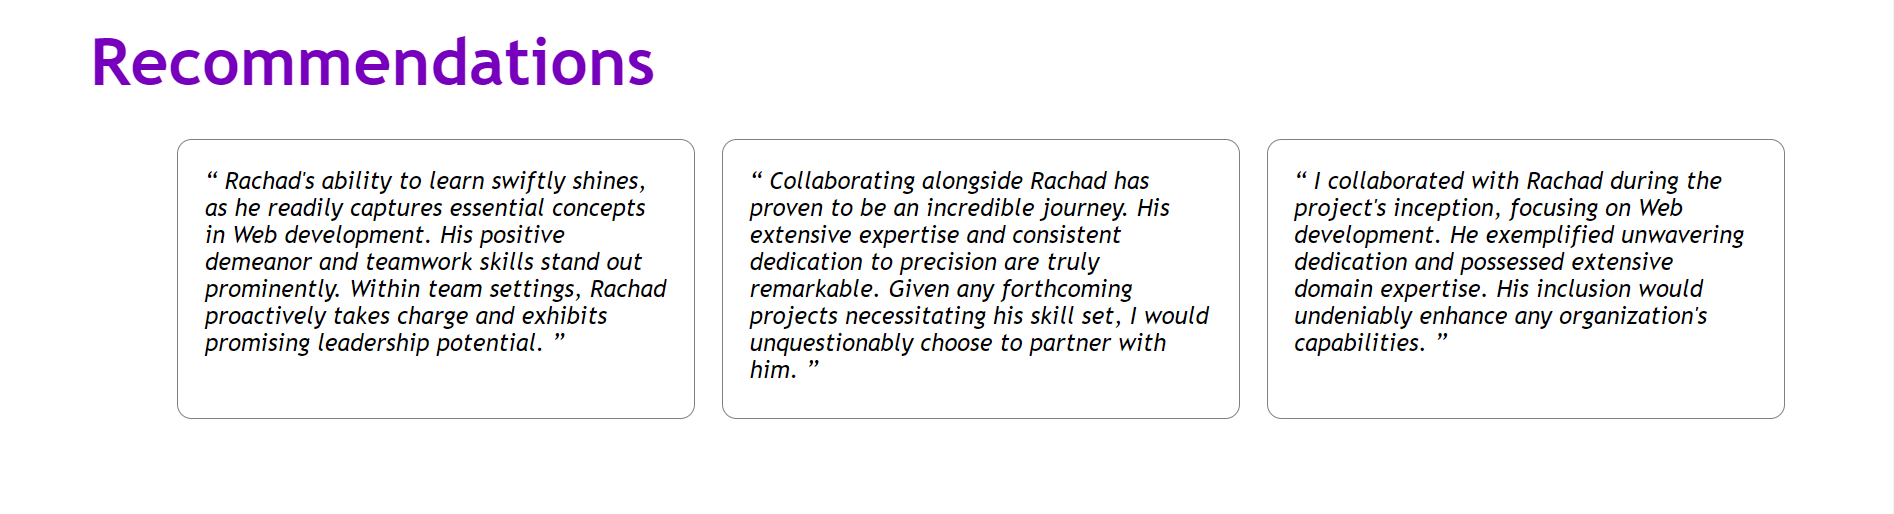 Recommendations
“ Rachad's ability to learn swiftly shines,
as he readily captures essential concepts
in Web development. His positive
demeanor and teamwork skills stand out
prominently. Within team settings, Rachad
proactively takes charge and exhibits
promising leadership potential. ”
“ Collaborating alongside Rachad has
proven to be an incredible journey. His
extensive expertise and consistent
dedication to precision are truly
remarkable. Given any forthcoming
projects necessitating his skill set, I would
unquestionably choose to partner with
him. ”
“ I collaborated with Rachad during the
project's inception, focusing on Web
development. He exemplified unwavering
dedication and possessed extensive
domain expertise. His inclusion would
undeniably enhance any organization's
capabilities. ”